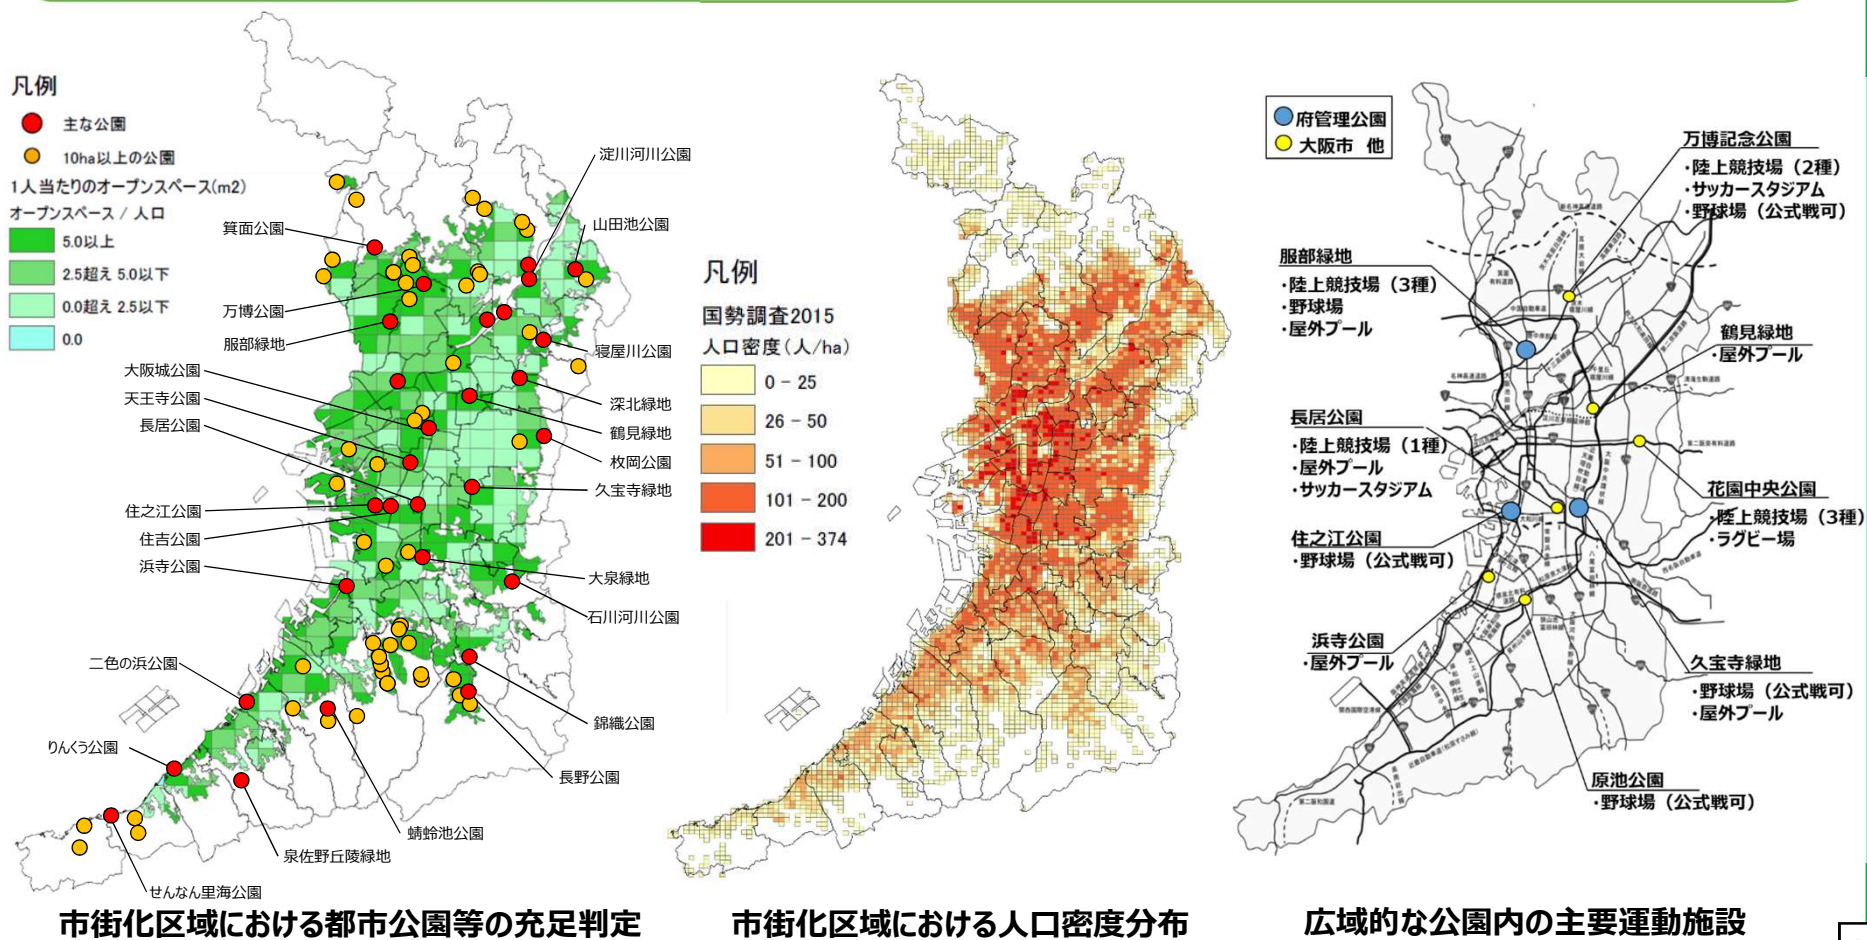 凡例
主な公園
10ha以上の公園
1人当たりのオープンスペース(m2)
オープンスペース / 人口
5.0以上
2.5超え 5.0以下
0.0超え 2.5以下
0.0
箕面公園
万博公園
服部緑地
大阪城公園
天王寺公園
長居公園
住之江公園
住吉公園
浜寺公園
二色の浜公園
りんくう公園
せんなん里海公園
泉佐野丘陵緑地
蜻蛉池公園
長野公園
錦織公園
石川河川公園
大泉緑地
久宝寺緑地
枚岡公園
鶴見緑地
深北緑地
寝屋川公園
山田池公園
淀川河川公園
市街化区域における都市公園等の充足判定
凡例
国勢調査2015
人口密度(人/ha)
0 - 25
26 - 50
51 - 100
101 - 200
201 - 374
市街化区域における人口密度分布
府管理公園
大阪市 他
万博記念公園
・陸上競技場(2種)
・サッカースタジアム
・野球場(公式戦可)
服部緑地
・陸上競技場(3種)
・野球場
・屋外プール
鶴見緑地
・屋外プール
長居公園
・陸上競技場(1種)
・屋外プール
・サッカースタジアム
花園中央公園
・陸上競技場(3種)
・ラグビー場
住之江公園
・野球場(公式戦可)
浜寺公園
・屋外プール
久宝寺緑地
・野球場(公式戦可)
・屋外プール
原池公園
・野球場(公式戦可)
広域的な公園内の主要運動施設